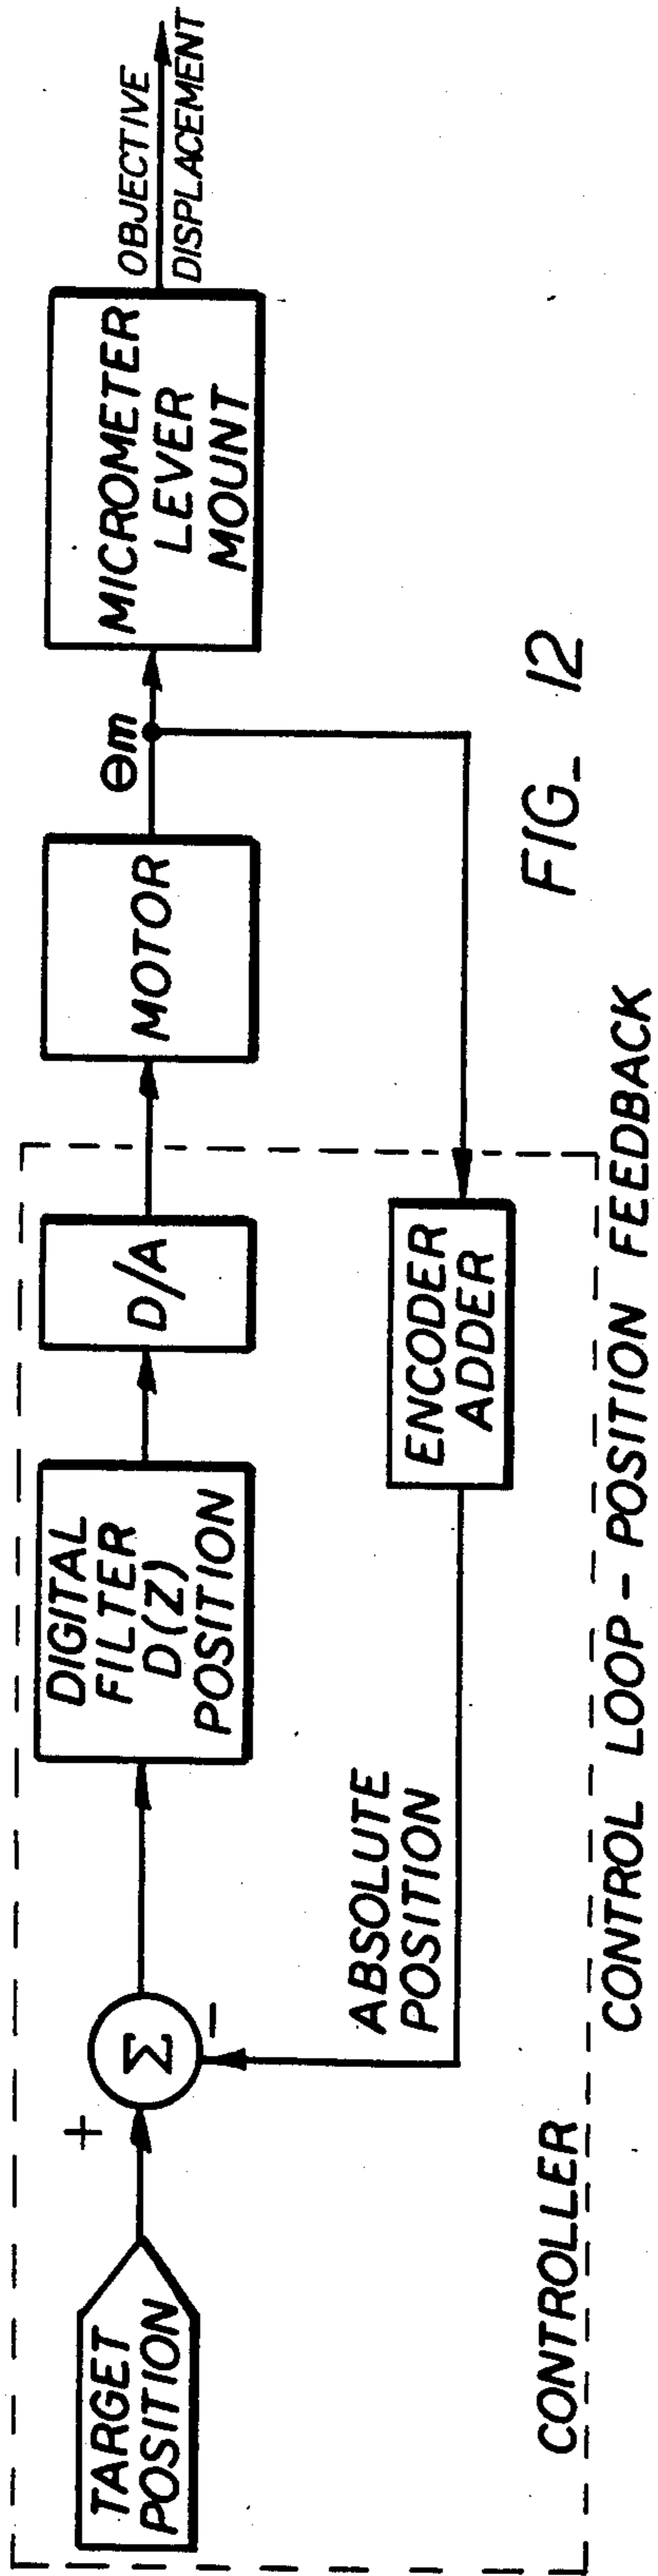 TARGET
POSITION
+
Σ
−
DIGITAL
FILTER
D(Z)
POSITION
D/A
MOTOR
Θm
MICROMETER
LEVER
MOUNT
OBJECTIVE
DISPLACEMENT
ABSOLUTE
POSITION
ENCODER
ADDER
CONTROLLER
FIG_ 12
CONTROL LOOP - POSITION FEEDBACK